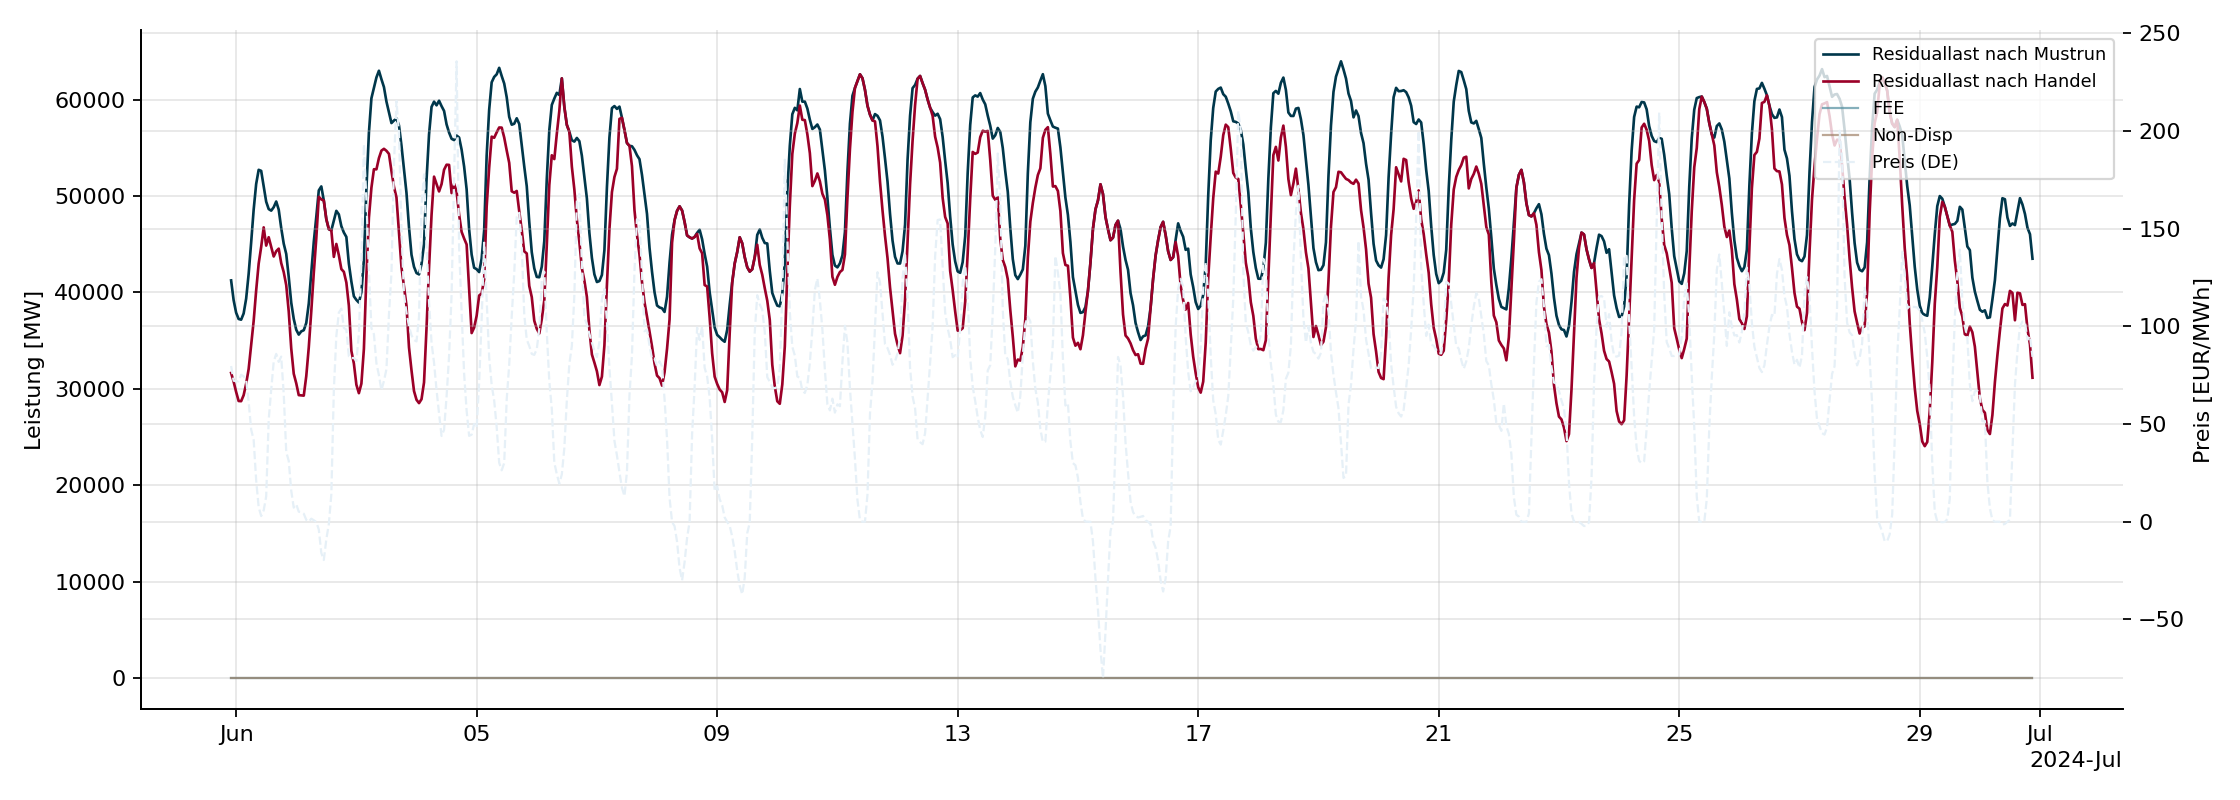 Leistung [MW]
60000
50000
40000
30000
20000
10000
0
Residuallast nach Mustrun
Residuallast nach Handel
FEE
Non-Disp
Preis (DE)
250
200
150
100
50
0
−50
Preis [EUR/MWh]
Jun 05 09 13 17 21 25 29 Jul
2024-Jul